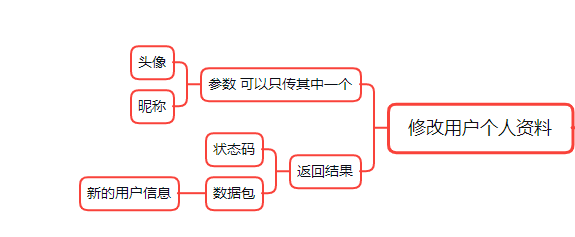 头像
参数 可以只传其中一个
昵称
修改用户个人资料
状态码
返回结果
新的用户信息
数据包